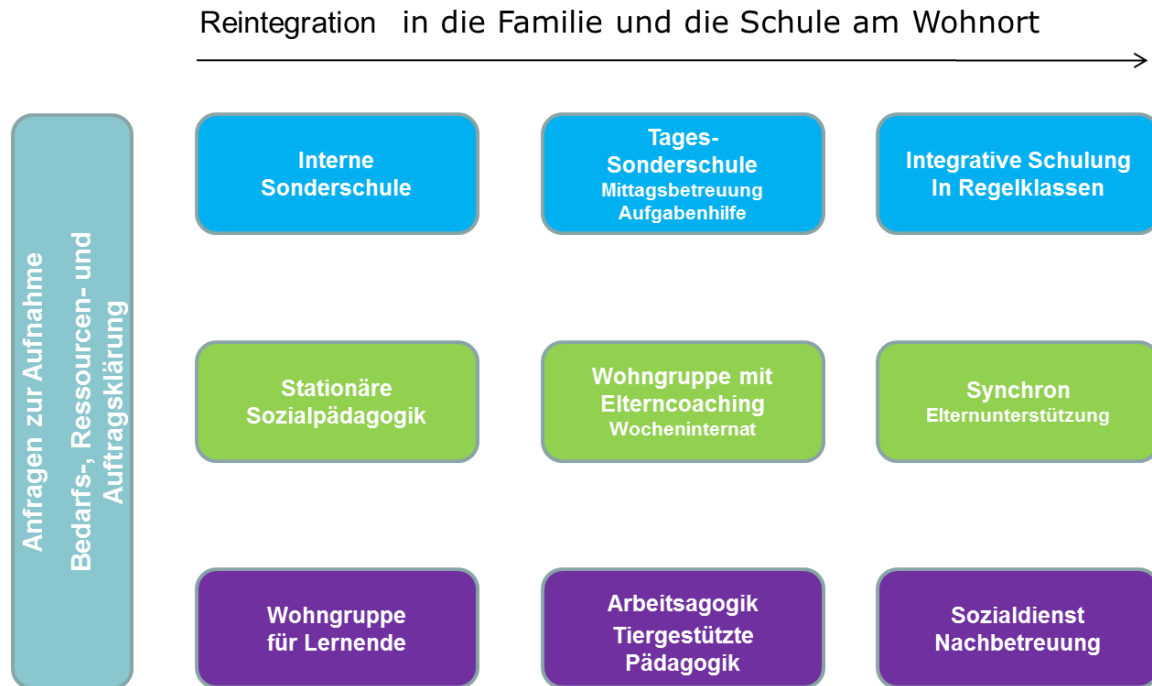 Reintegration in die Familie und die Schule am Wohnort
Anfragen zur Aufnahme
Bedarfs-, Ressourcen- und
Auftragsklärung
Interne
Sonderschule
Tages-
Sonderschule
Mittagsbetreuung
Aufgabenhilfe
Integrative Schulung
In Regelklassen
Stationäre
Sozialpädagogik
Wohngruppe mit
Elterncoaching
Wocheninternat
Synchron
Elternunterstützung
Wohngruppe
für Lernende
Arbeitsagogik
Tiergestützte
Pädagogik
Sozialdienst
Nachbetreuung